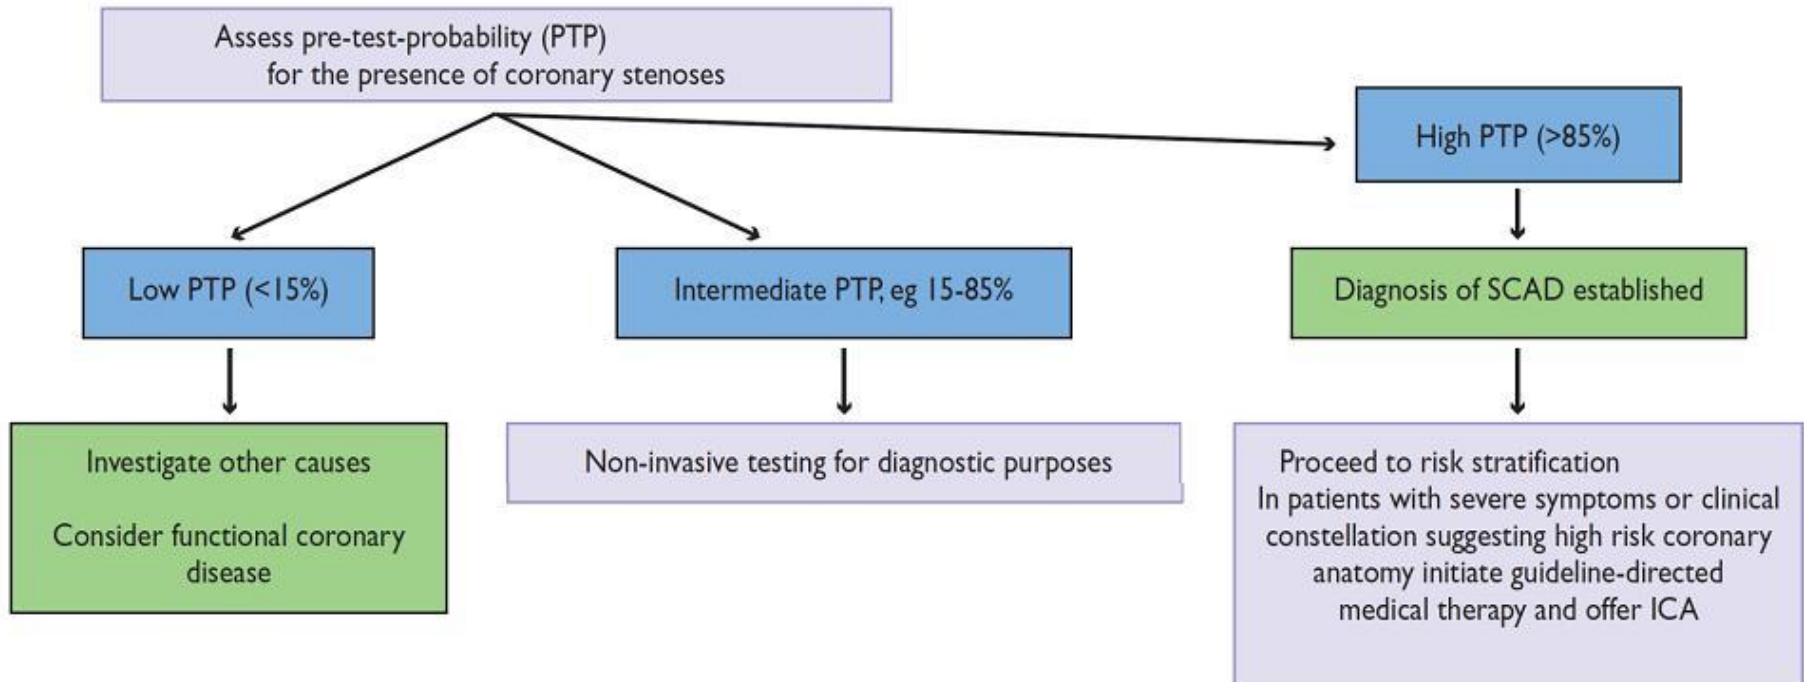 Assess pre-test-probability (PTP)
for the presence of coronary stenoses
High PTP (>85%)
Low PTP (<15%)
Intermediate PTP, eg 15-85%
Diagnosis of SCAD established
Investigate other causes
Consider functional coronary
disease
Non-invasive testing for diagnostic purposes
Proceed to risk stratification
In patients with severe symptoms or clinical
constellation suggesting high risk coronary
anatomy initiate guideline-directed
medical therapy and offer ICA